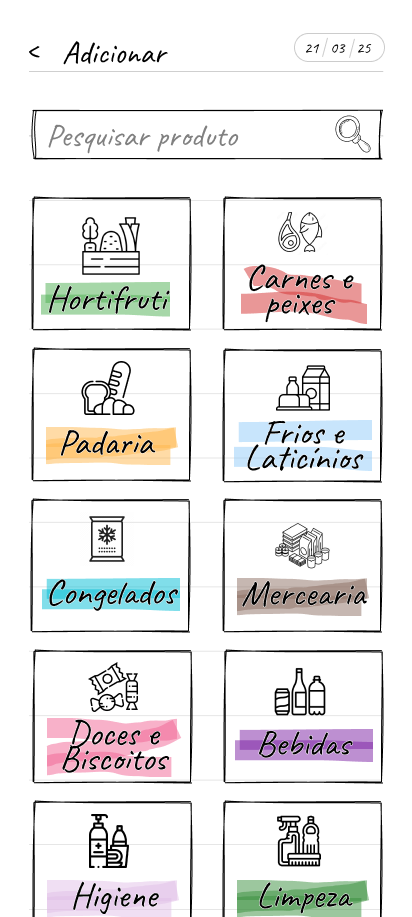 < Adicionar
21 / 03 / 25
Pesquisar produto
Hortifruti
Carnes e
peixes
Padaria
Frios e
Laticínios
Congelados
Mercearia
Doces e
Biscoitos
Bebidas
Higiene
Limpeza